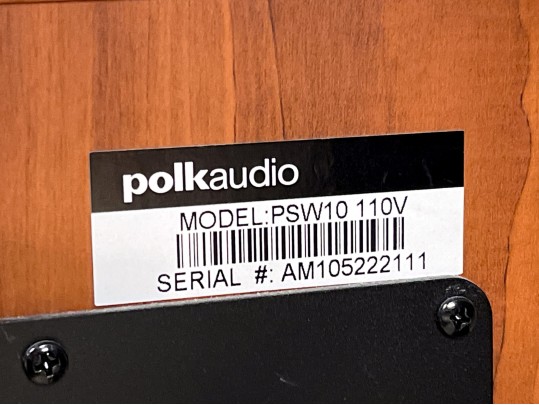 polkaudio
MODEL:PSW10 110V
SERIAL #: AM105222111